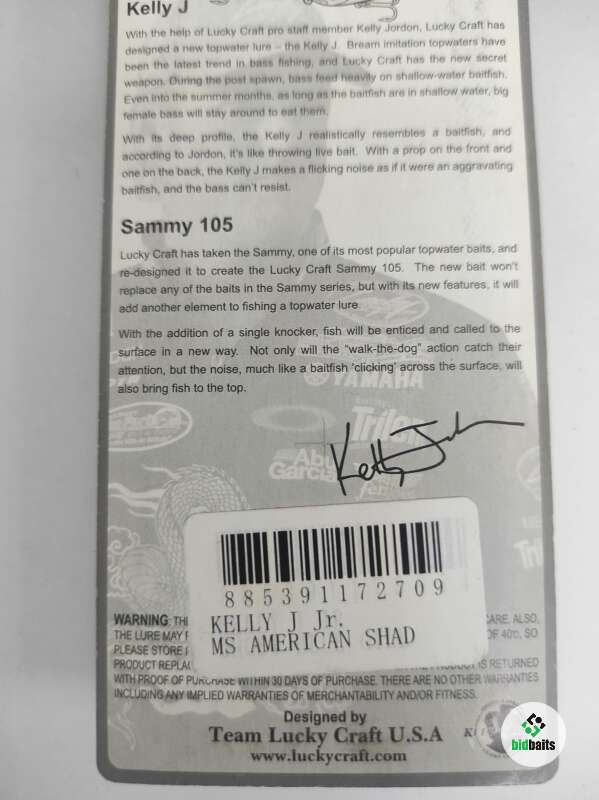 Kelly J
With the help of Lucky Craft pro staff member Kelly Jordon, Lucky Craft has
designed a new topwater lure – the Kelly J. Bream imitation topwaters have
been the latest trend in bass fishing, and Lucky Craft has the new secret
weapon. During the post spawn, bass feed heavily on shallow-water baitfish.
Even into the summer months, as long as the baitfish are in shallow water, big
female bass will stay around to eat them.
With its deep profile, the Kelly J realistically resembles a baitfish, and
according to Jordon, it's like throwing live bait. With a prop on the front and
one on the back, the Kelly J makes a flicking noise as if it were an aggravating
baitfish, and the bass can't resist.
Sammy 105
Lucky Craft has taken the Sammy, one of its most popular topwater baits, and
re-designed it to create the Lucky Craft Sammy 105. The new bait won't
replace any of the baits in the Sammy series, but with its new features, it will
add another element to fishing a topwater lure.
With the addition of a single knocker, fish will be enticed and called to the
surface in a new way. Not only will the "walk-the-dog" action catch their
attention, but the noise, much like a baitfish 'clicking' across the surface, will
also bring fish to the top.
YAMAHA
Abu
Garcia
885391172709
KELLY J Jr.
MS AMERICAN SHAD
WARNING: CARE. ALSO,
THE LURE MAY OF 40c, SO
PLEASE STORE
PRODUCT IS RETURNED
WITH PROOF OF PURCHASE WITHIN 30 DAYS OF PURCHASE. THERE ARE NO OTHER WARRANTIES
INCLUDING ANY IMPLIED WARRANTIES OF MERCHANTABILITY AND/OR FITNESS.
Designed by
Team Lucky Craft U.S.A
www.luckycraft.com
bidbaits